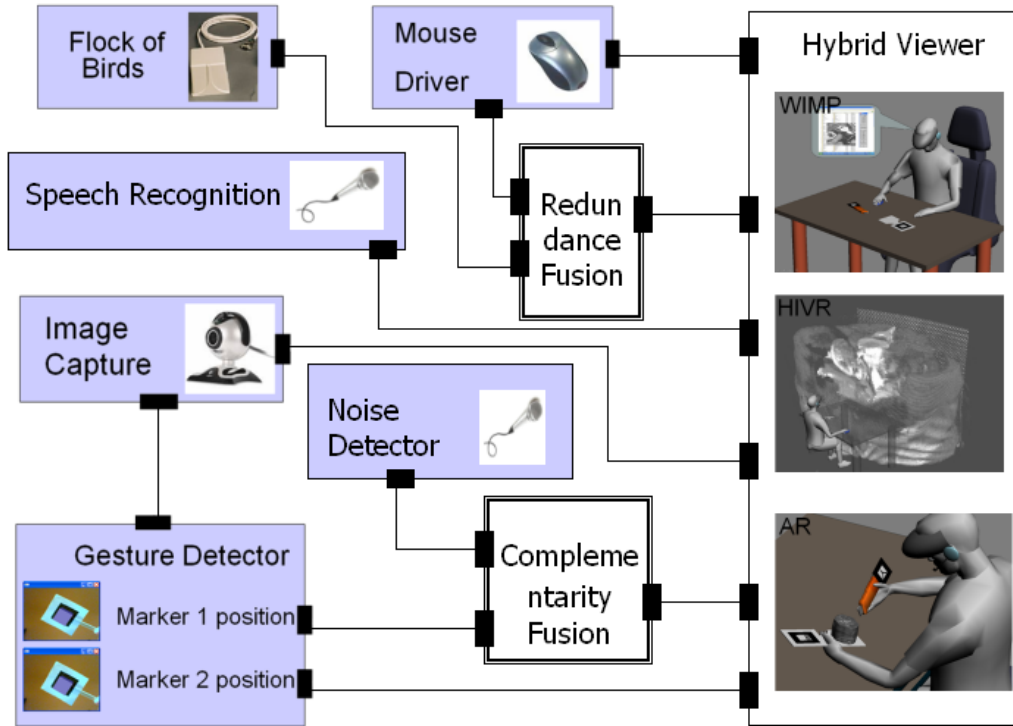 Flock of
Birds
Mouse
Driver
Hybrid Viewer
WIMP
Speech Recognition
Redun
dance
Fusion
Image
Capture
HIVR
Noise
Detector
Gesture Detector
Marker 1 position
Marker 2 position
Compleme
ntarity
Fusion
AR